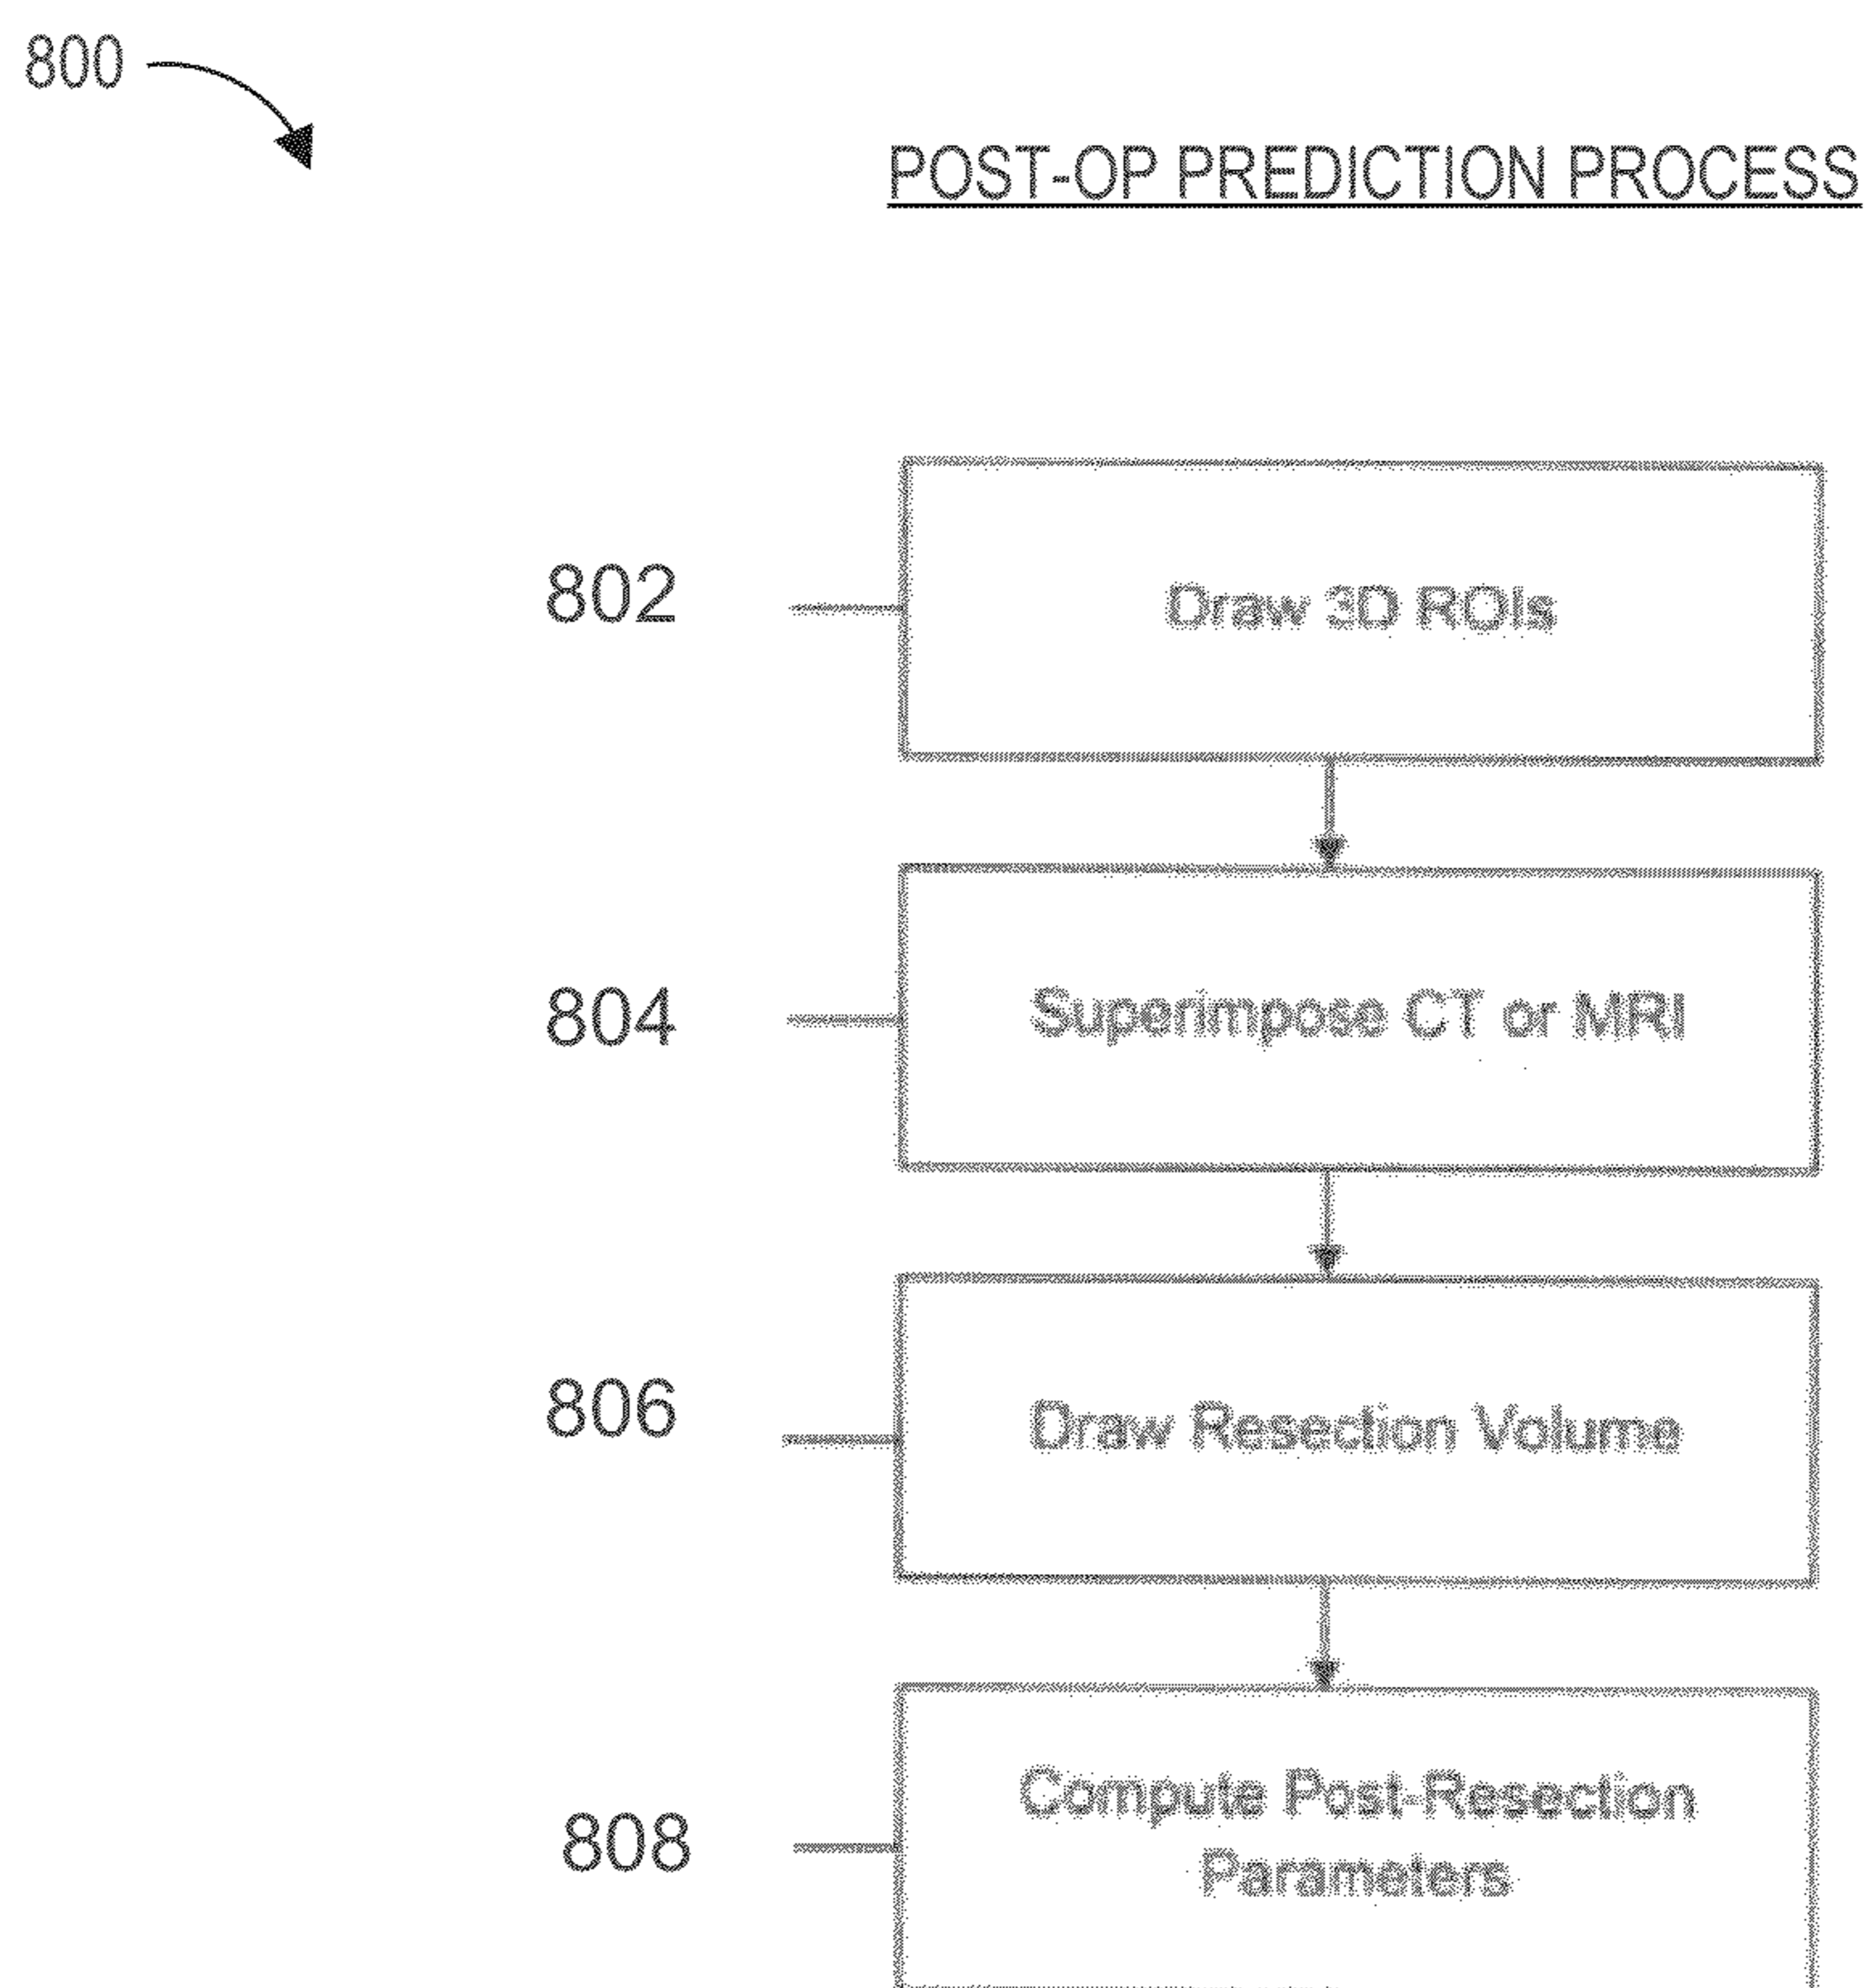 800
POST-OP PREDICTION PROCESS
802
Draw 3D ROIs
804
Superimpose CT or MRI
806
Draw Resection Volume
808
Compute Post-Resection
Parameters